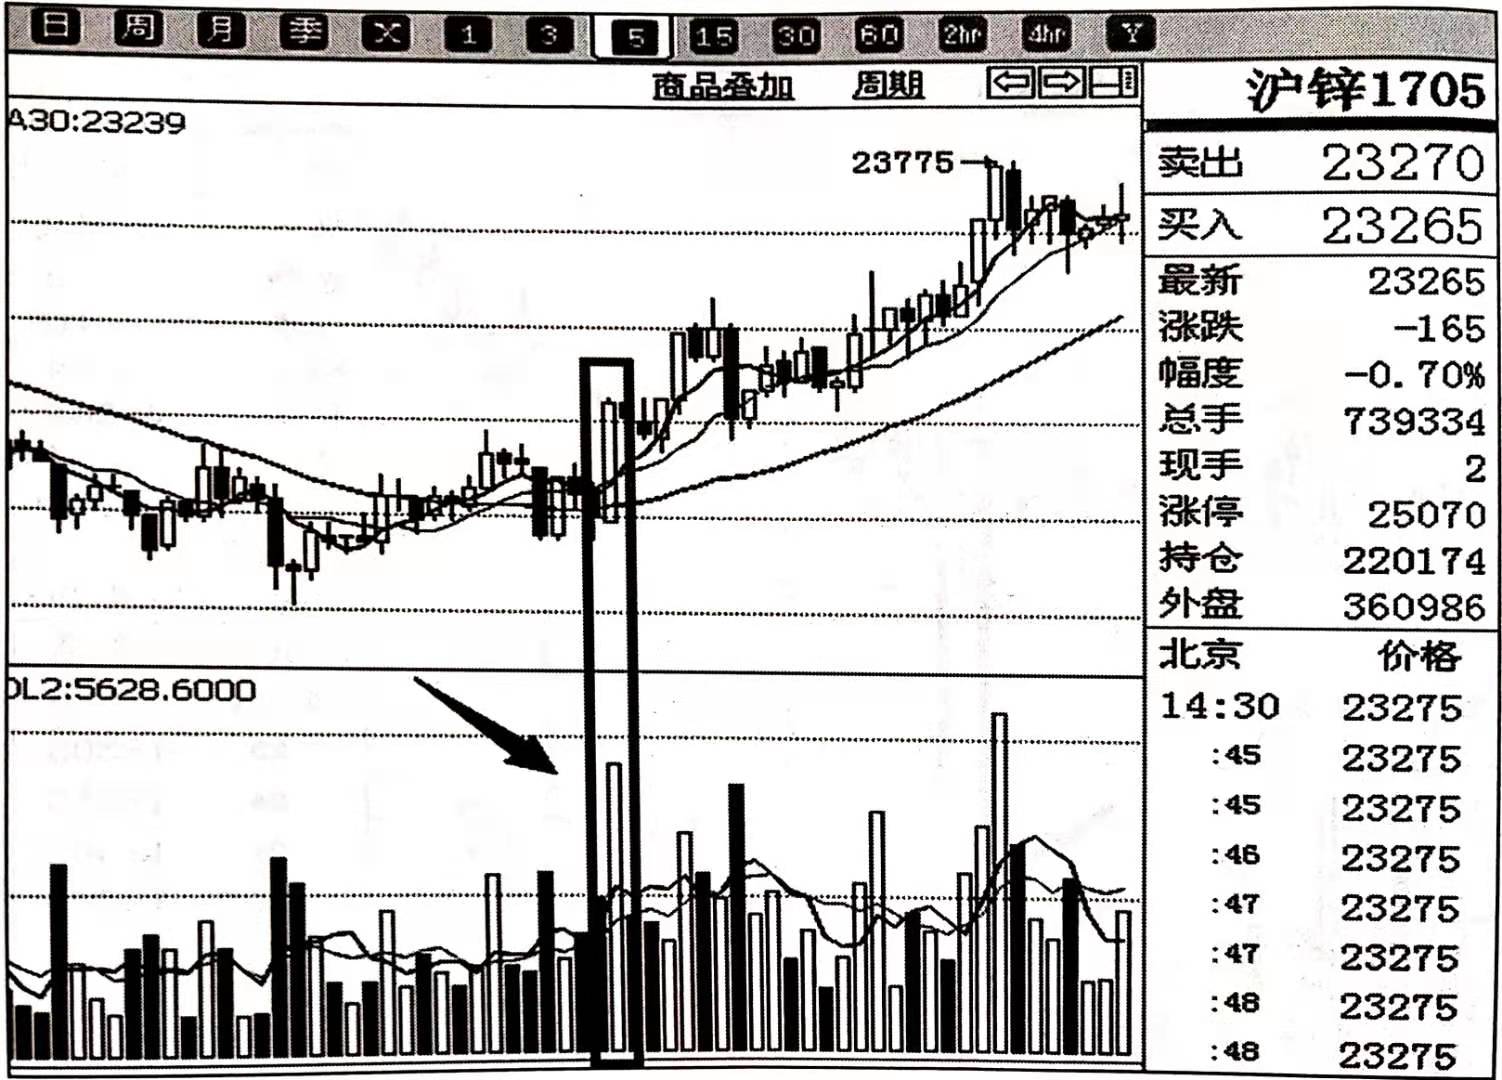 日 周 月 季 X 1 3 5 15 30 60 2hr 4hr Y
商品叠加 周期
沪锌1705
A30:23239
23775
卖出 23270
买入 23265
最新 23265
涨跌 -165
幅度 -0.70%
总手 739334
现手 2
涨停 25070
持仓 220174
外盘 360986
北京 价格
OL2:5628.6000
14:30 23275
:45 23275
:45 23275
:46 23275
:47 23275
:47 23275
:48 23275
:48 23275